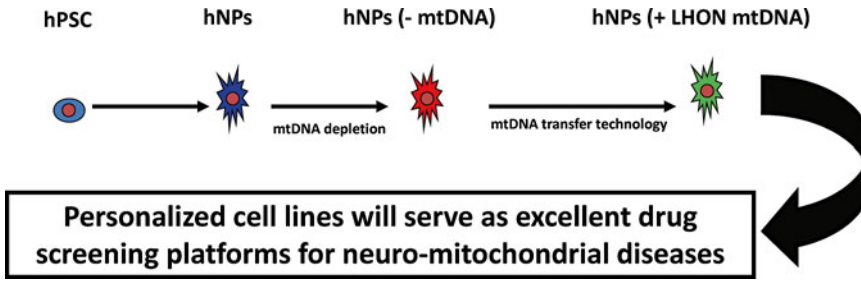 hPSC
hNPs
hNPs (- mtDNA)
hNPs (+ LHON mtDNA)
mtDNA depletion
mtDNA transfer technology
Personalized cell lines will serve as excellent drug
screening platforms for neuro-mitochondrial diseases